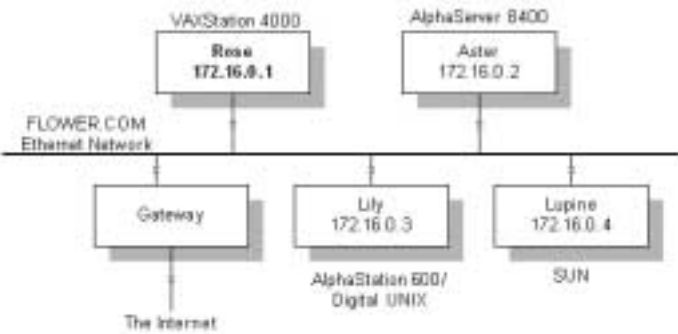 VAXStation 4000
Rose
172.16.0.1
AlphaServer 8400
Aster
172.16.0.2
FLOWER.COM
Ethernet Network
Gateway
The Internet
Lily
172.16.0.3
AlphaStation 600/
Digital UNIX
Lupine
172.16.0.4
SUN